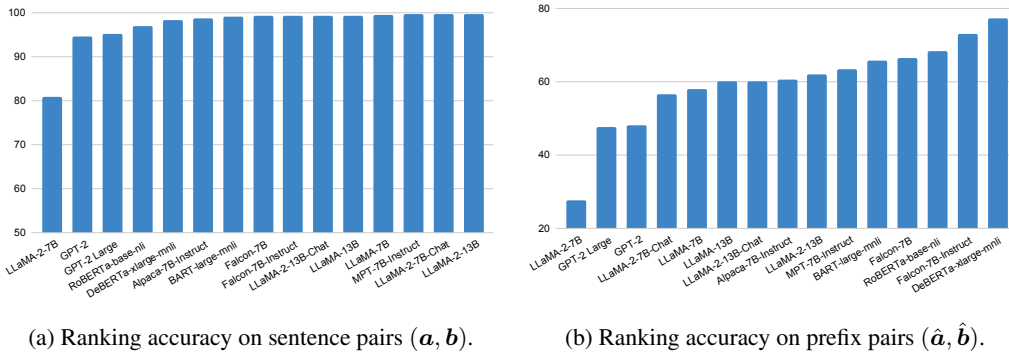 100
90
80
70
60
50
LLaMA-2-7B
GPT-2
GPT-2 Large
RoBERTa-base-nli
DeBERTa-xlarge-mnli
Alpaca-7B-Instruct
BART-large-mnli
Falcon-7B
Falcon-7B-Instruct
LLaMA-2-13B-Chat
LLaMA-13B
LLaMA-7B
MPT-7B-Instruct
LLaMA-2-7B-Chat
LLaMA-2-13B
(a) Ranking accuracy on sentence pairs (a, b).
80
60
40
20
LLaMA-2-7B
GPT-2 Large
GPT-2
LLaMA-2-7B-Chat
LLaMA-7B
LLaMA-13B
LLaMA-2-13B-Chat
Alpaca-7B-Instruct
LLaMA-2-13B
MPT-7B-Instruct
BART-large-mnli
Falcon-7B
RoBERTa-base-nli
Falcon-7B-Instruct
DeBERTa-xlarge-mnli
(b) Ranking accuracy on prefix pairs (â, b̂).